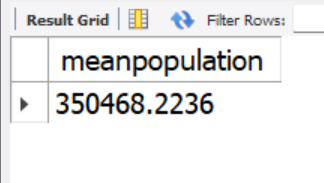 Result Grid Filter Rows:
meanpopulation
350468.2236